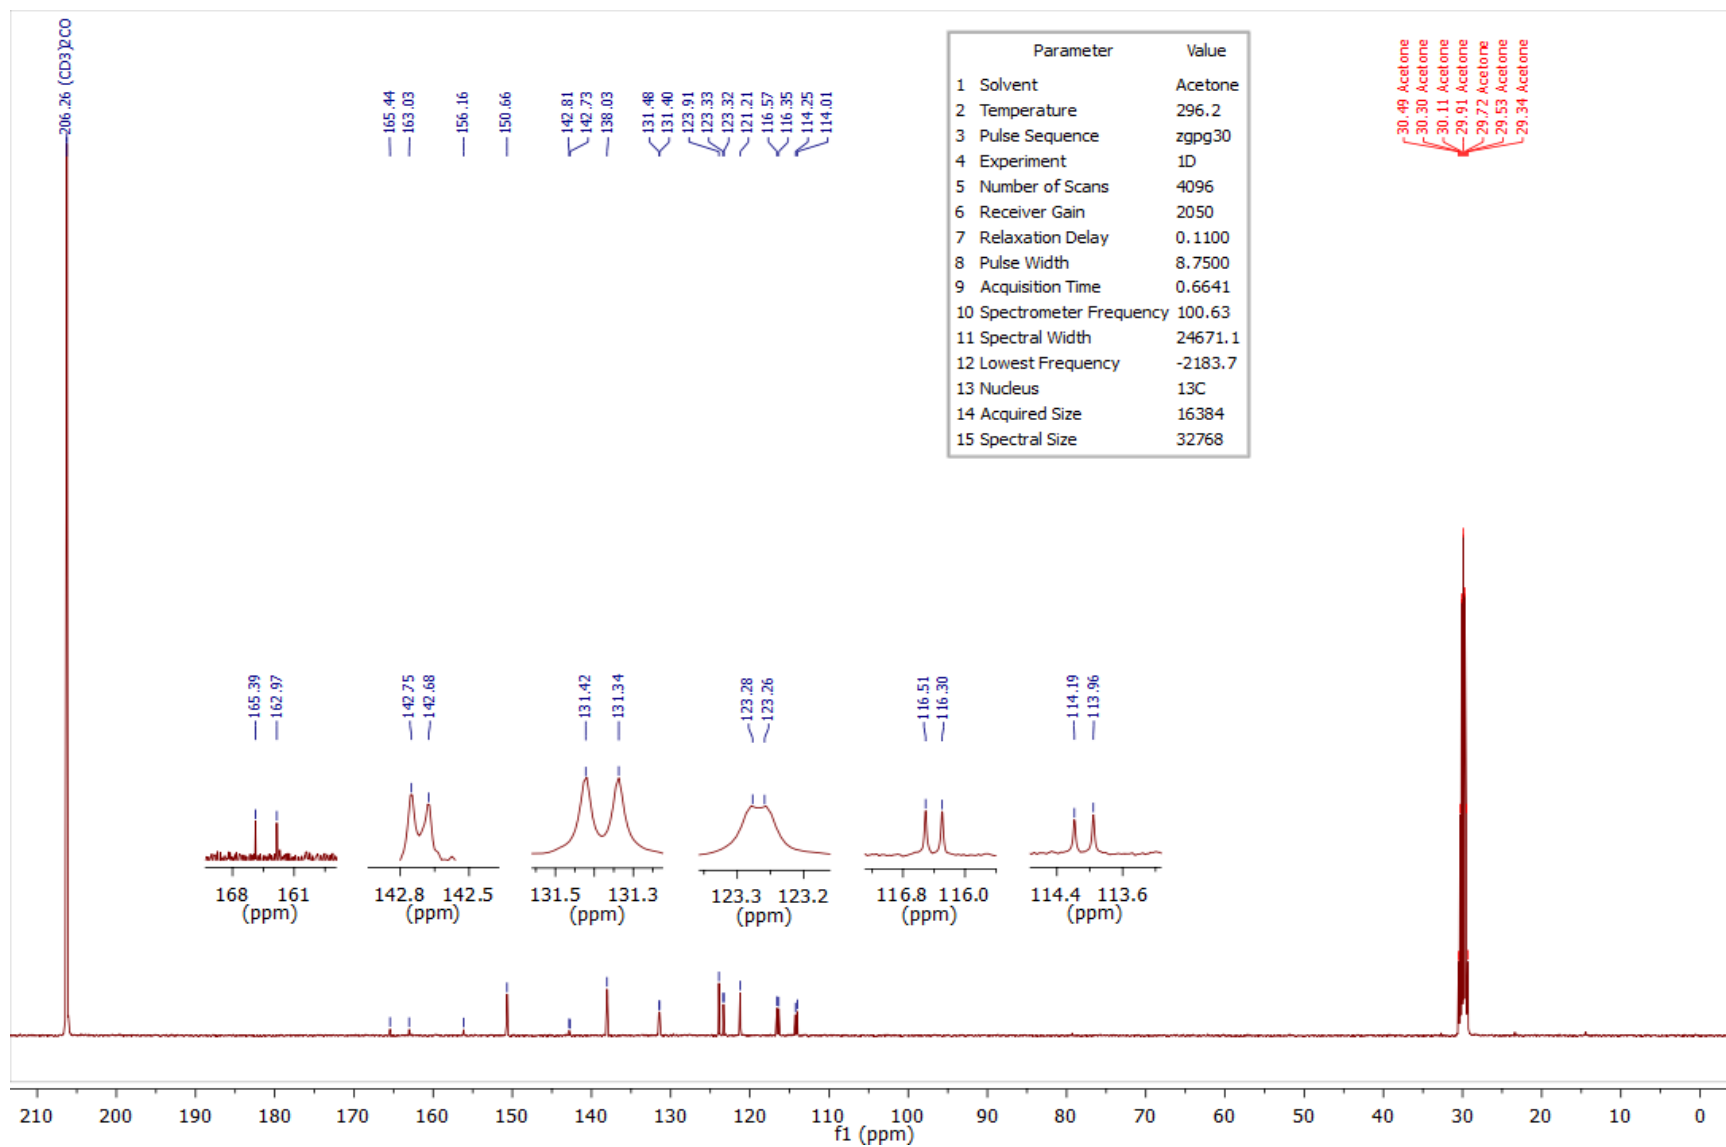 206.26 (CD3)2CO
165.44
163.03
156.16
150.66
142.81
142.73
138.03
131.48
131.40
123.91
123.33
123.32
121.21
116.57
116.35
114.25
114.01
30.49 Acetone
30.30 Acetone
30.11 Acetone
29.91 Acetone
29.72 Acetone
29.53 Acetone
29.34 Acetone
Parameter Value
1 Solvent Acetone
2 Temperature 296.2
3 Pulse Sequence zgpg30
4 Experiment 1D
5 Number of Scans 4096
6 Receiver Gain 2050
7 Relaxation Delay 0.1100
8 Pulse Width 8.7500
9 Acquisition Time 0.6641
10 Spectrometer Frequency 100.63
11 Spectral Width 24671.1
12 Lowest Frequency -2183.7
13 Nucleus 13C
14 Acquired Size 16384
15 Spectral Size 32768
165.39
162.97
142.75
142.68
131.42
131.34
123.28
123.26
116.51
116.30
114.19
113.96
168 161
(ppm)
142.8 142.5
(ppm)
131.5 131.3
(ppm)
123.3 123.2
(ppm)
116.8 116.0
(ppm)
114.4 113.6
(ppm)
210 200 190 180 170 160 150 140 130 120 110 100 90 80 70 60 50 40 30 20 10 0
f1 (ppm)